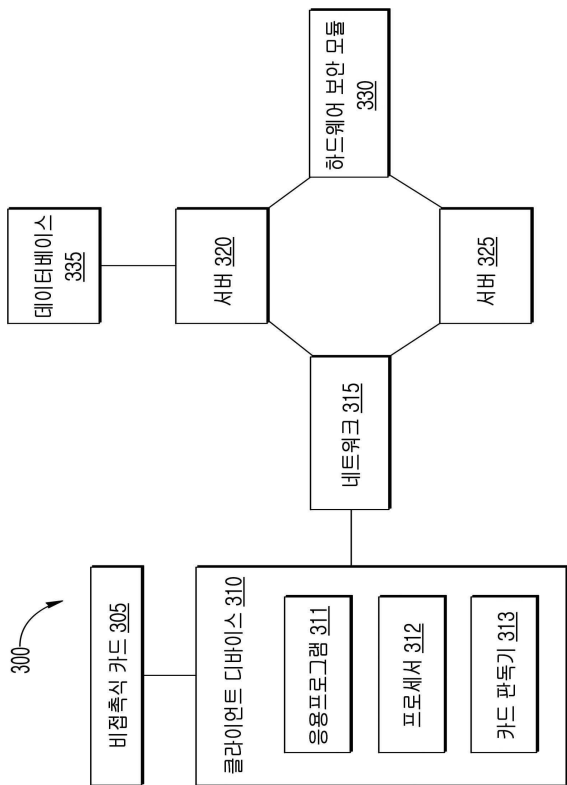 300
비접촉식 카드 305
클라이언트 디바이스 310
응용프로그램 311
프로세서 312
카드 판독기 313
네트워크 315
데이터베이스
335
서버 320
서버 325
하드웨어 보안 모듈
330